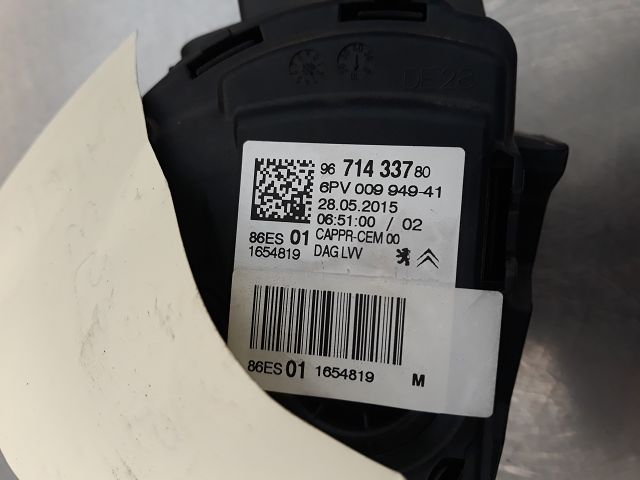 DE28
96 714 337 80
6PV 009 949-41
28.05.2015
06:51:00 / 02
86ES 01 CAPPR-CEM 00
1654819 DAG LVV
86ES 01 1654819 M